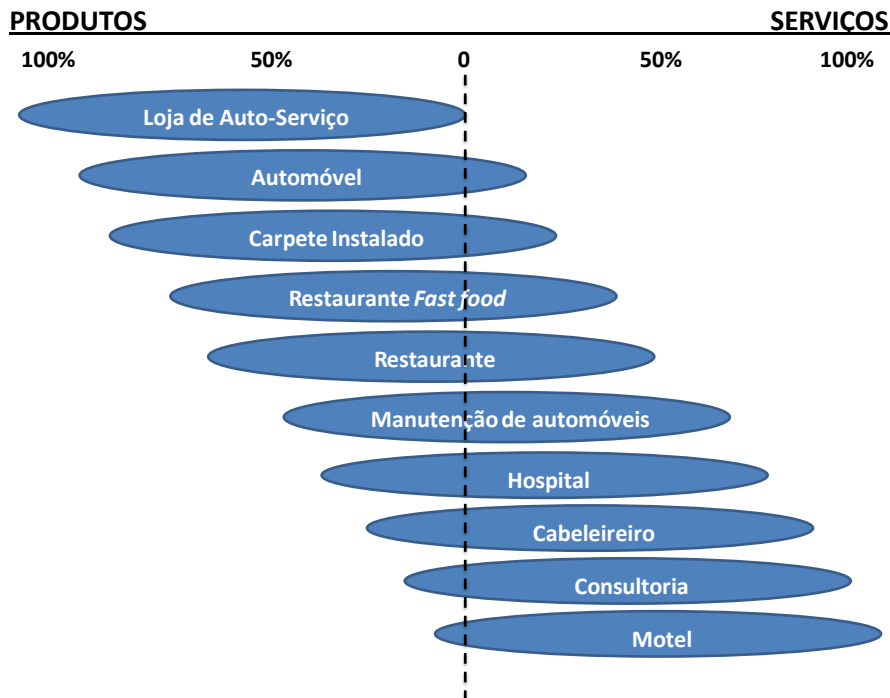 PRODUTOS SERVIÇOS
100% 50% 0 50% 100%
Loja de Auto-Serviço
Automóvel
Carpete Instalado
Restaurante Fast food
Restaurante
Manutenção de automóveis
Hospital
Cabeleireiro
Consultoria
Motel